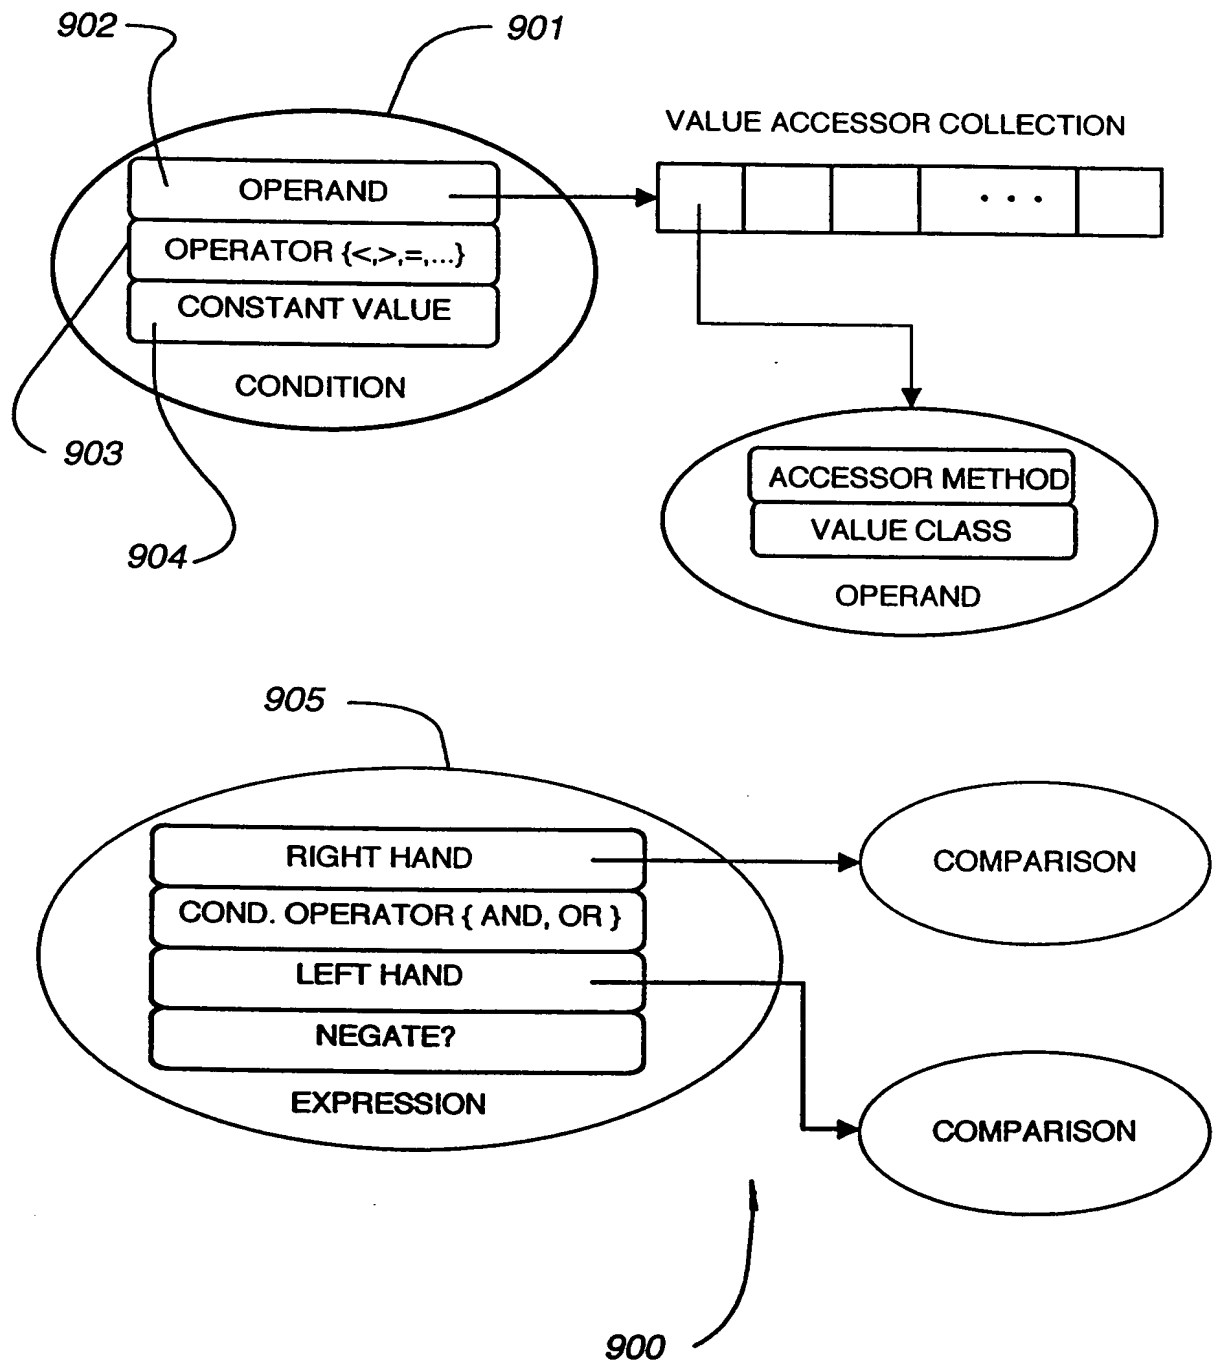 902
901
VALUE ACCESSOR COLLECTION
OPERAND
. . .
OPERATOR {<,>,=,...}
CONSTANT VALUE
CONDITION
903
904
ACCESSOR METHOD
VALUE CLASS
OPERAND
905
RIGHT HAND
COMPARISON
COND. OPERATOR { AND, OR }
LEFT HAND
NEGATE?
EXPRESSION
COMPARISON
900